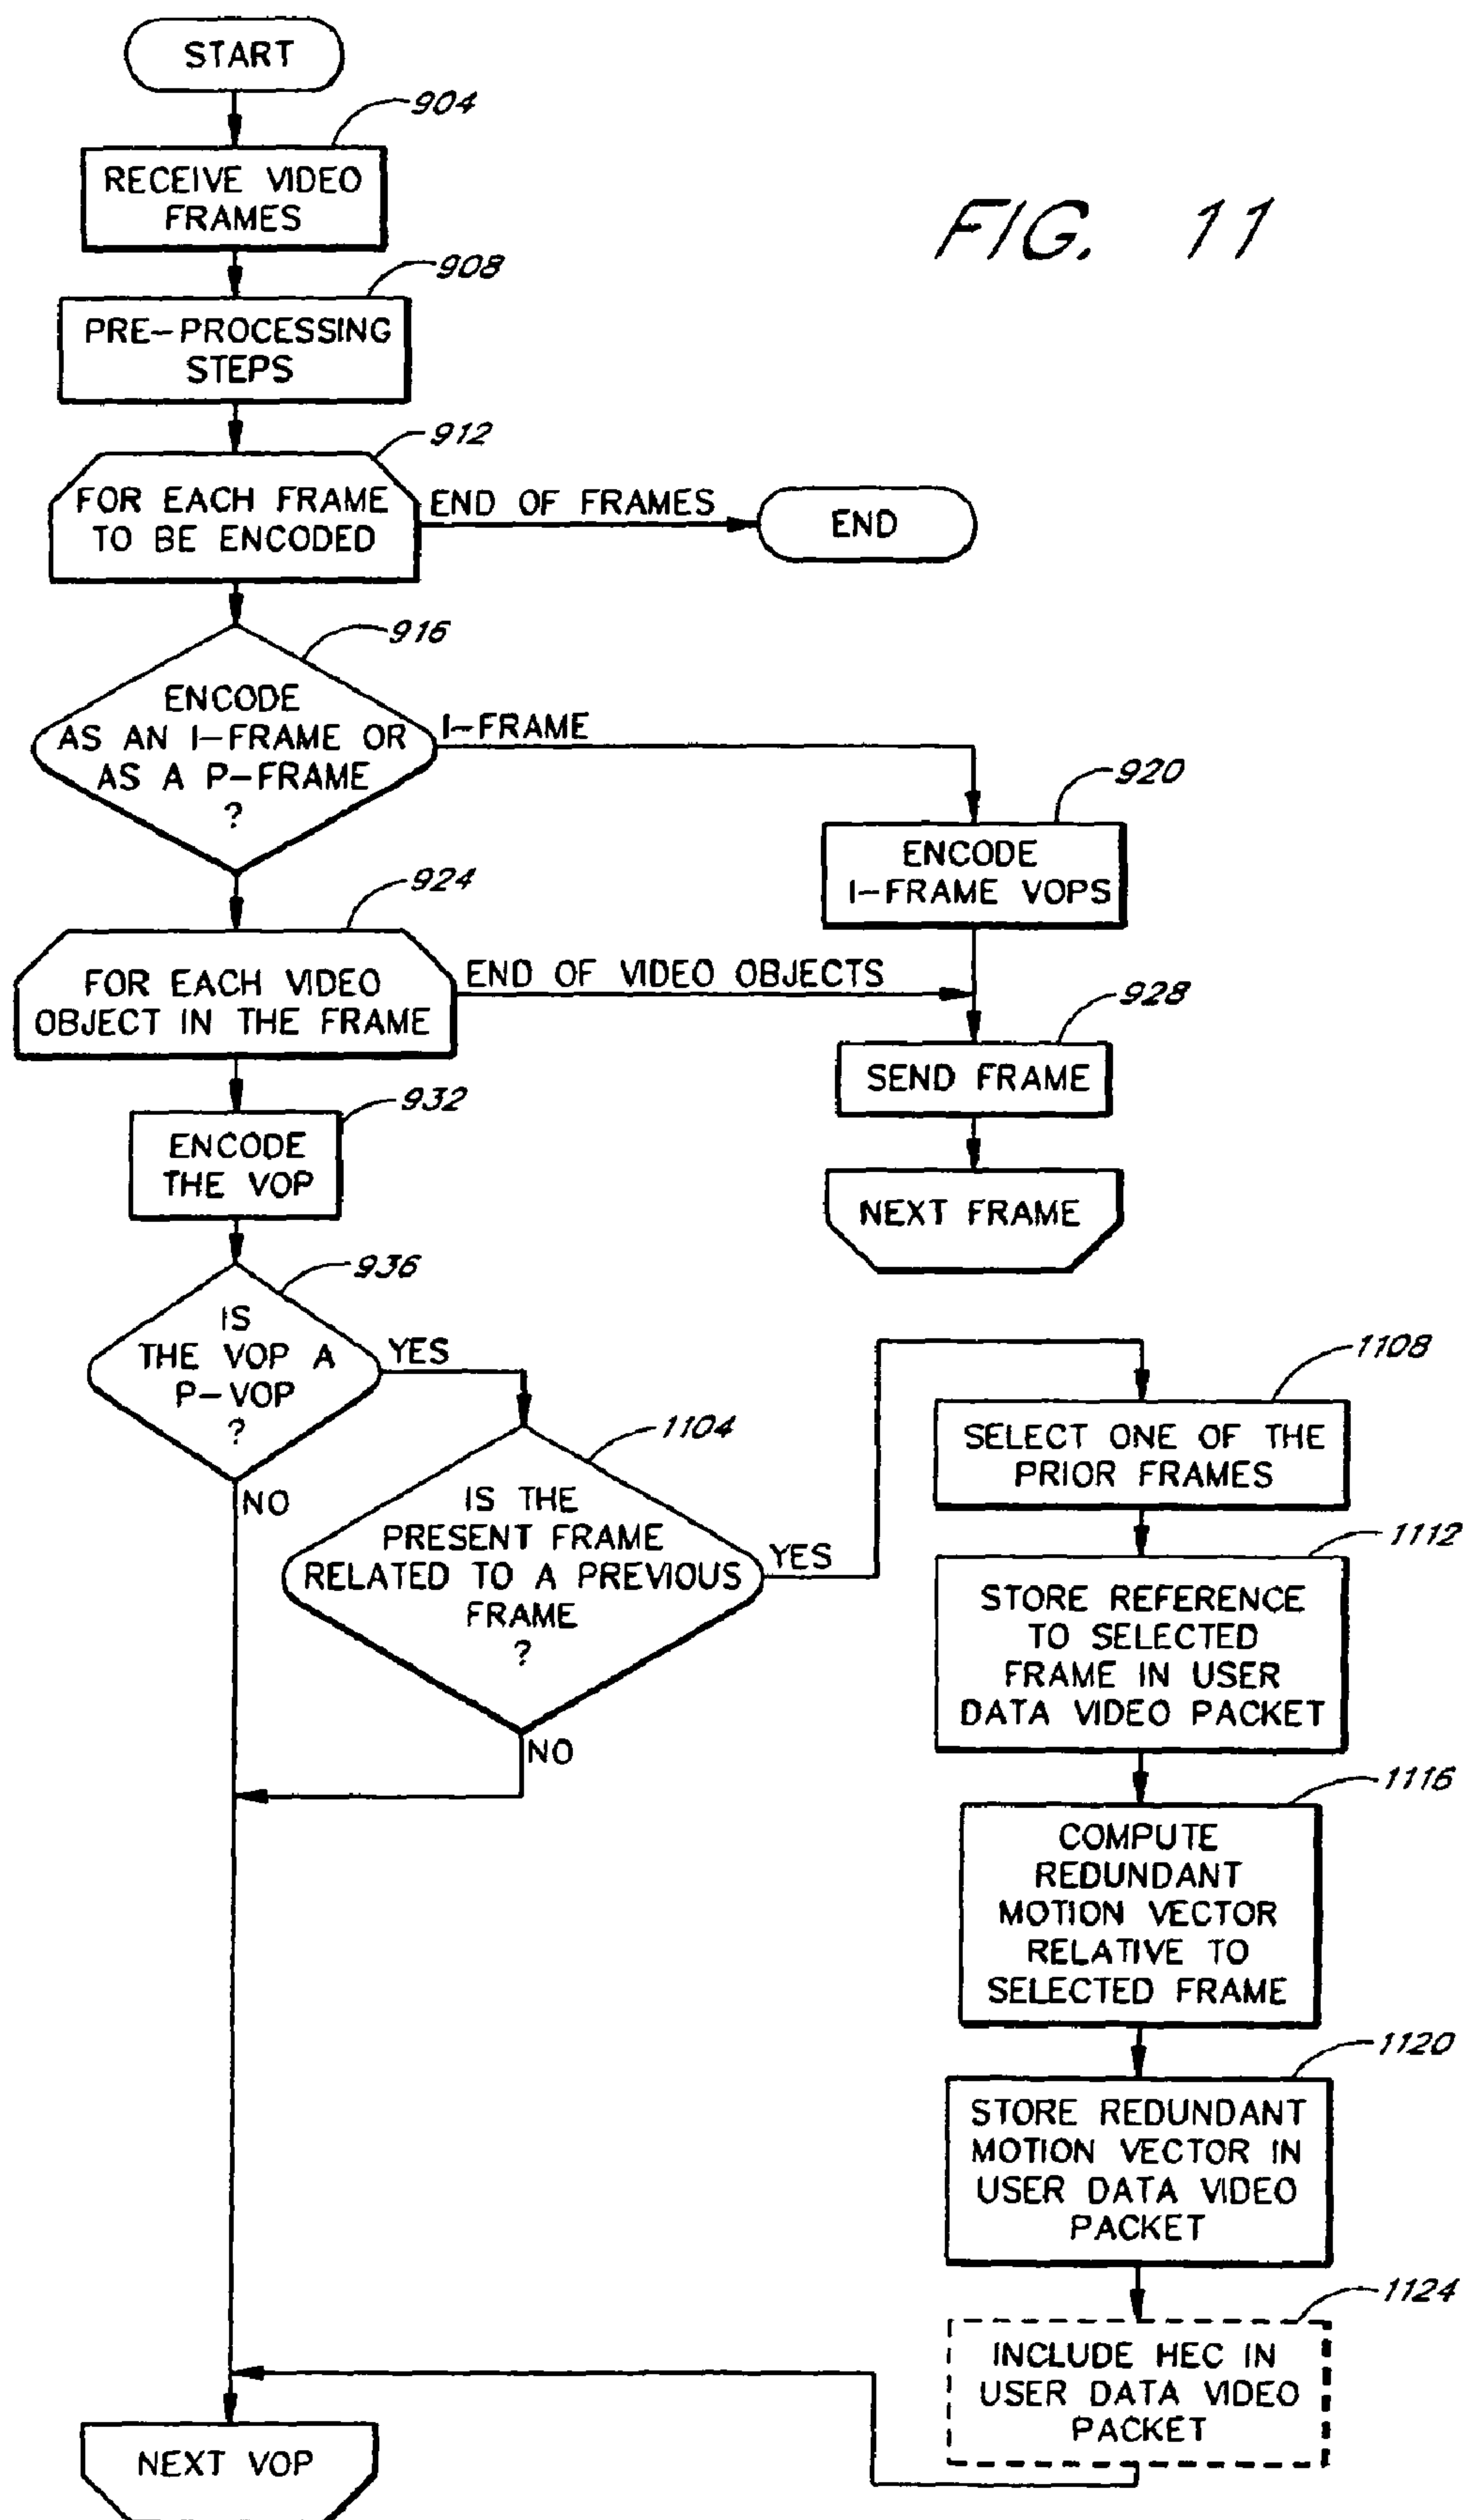 START
904
RECEIVE VIDEO
FRAMES
FIG. 11
908
PRE-PROCESSING
STEPS
912
FOR EACH FRAME
TO BE ENCODED
END OF FRAMES
END
916
ENCODE
AS AN I-FRAME OR
AS A P-FRAME
?
I-FRAME
920
ENCODE
I-FRAME VOPS
924
FOR EACH VIDEO
OBJECT IN THE FRAME
END OF VIDEO OBJECTS
928
SEND FRAME
932
ENCODE
THE VOP
NEXT FRAME
936
IS
THE VOP A
P-VOP
?
YES
NO
1104
IS THE
PRESENT FRAME
RELATED TO A PREVIOUS
FRAME
?
YES
NO
1108
SELECT ONE OF THE
PRIOR FRAMES
1112
STORE REFERENCE
TO SELECTED
FRAME IN USER
DATA VIDEO PACKET
1116
COMPUTE
REDUNDANT
MOTION VECTOR
RELATIVE TO
SELECTED FRAME
1120
STORE REDUNDANT
MOTION VECTOR IN
USER DATA VIDEO
PACKET
1124
INCLUDE HEC IN
USER DATA VIDEO
PACKET
NEXT VOP